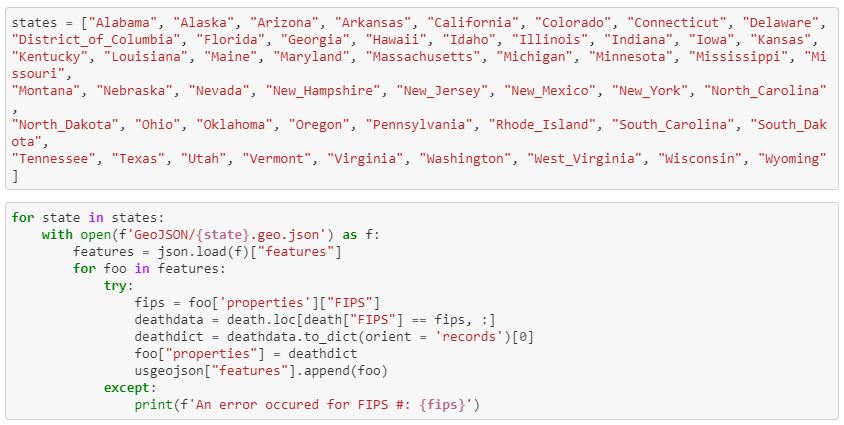 states = ["Alabama", "Alaska", "Arizona", "Arkansas", "California", "Colorado", "Connecticut", "Delaware",
"District_of_Columbia", "Florida", "Georgia", "Hawaii", "Idaho", "Illinois", "Indiana", "Iowa", "Kansas",
"Kentucky", "Louisiana", "Maine", "Maryland", "Massachusetts", "Michigan", "Minnesota", "Mississippi", "Mi
ssouri",
"Montana", "Nebraska", "Nevada", "New_Hampshire", "New_Jersey", "New_Mexico", "New_York", "North_Carolina"
,
"North_Dakota", "Ohio", "Oklahoma", "Oregon", "Pennsylvania", "Rhode_Island", "South_Carolina", "South_Dak
ota",
"Tennessee", "Texas", "Utah", "Vermont", "Virginia", "Washington", "West_Virginia", "Wisconsin", "Wyoming"
]
for state in states:
    with open(f'GeoJSON/{state}.geo.json') as f:
        features = json.load(f)["features"]
        for foo in features:
            try:
                fips = foo['properties']["FIPS"]
                deathdata = death.loc[death["FIPS"] == fips, :]
                deathdict = deathdata.to_dict(orient = 'records')[0]
                foo["properties"] = deathdict
                usgeojson["features"].append(foo)
            except:
                print(f'An error occured for FIPS #: {fips}')